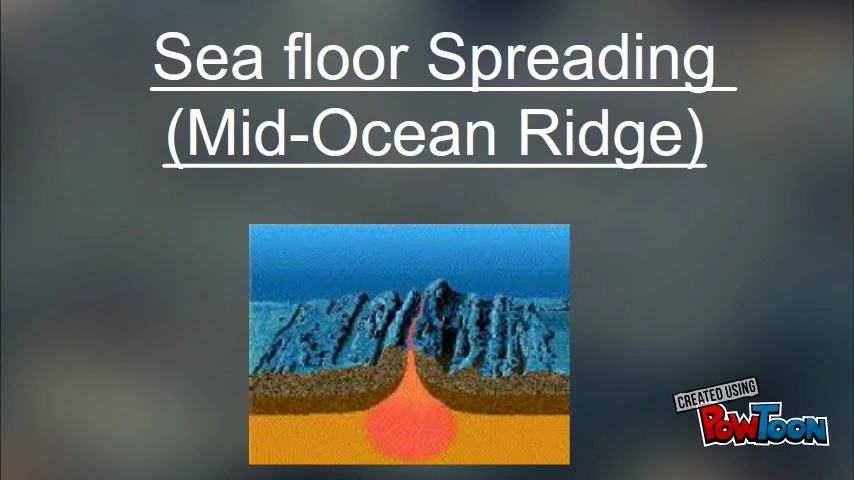 Sea floor Spreading
(Mid-Ocean Ridge)
CREATED USING
POWTOON